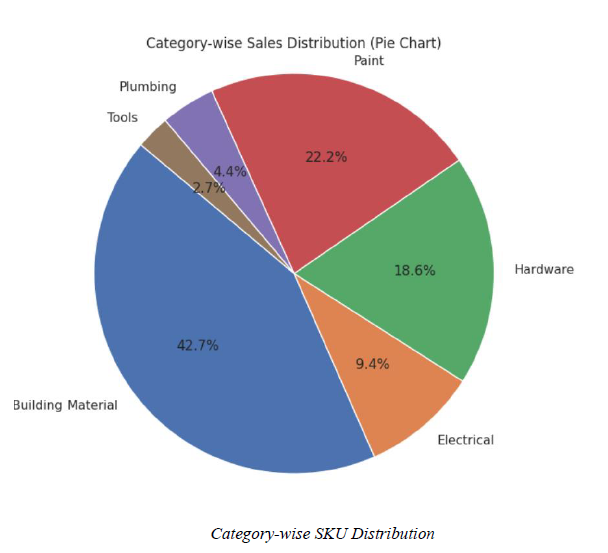 Category-wise Sales Distribution (Pie Chart)
Paint
Plumbing
Tools
22.2%
4.4%
2.7%
18.6%
Hardware
42.7%
9.4%
Building Material
Electrical
Category-wise SKU Distribution